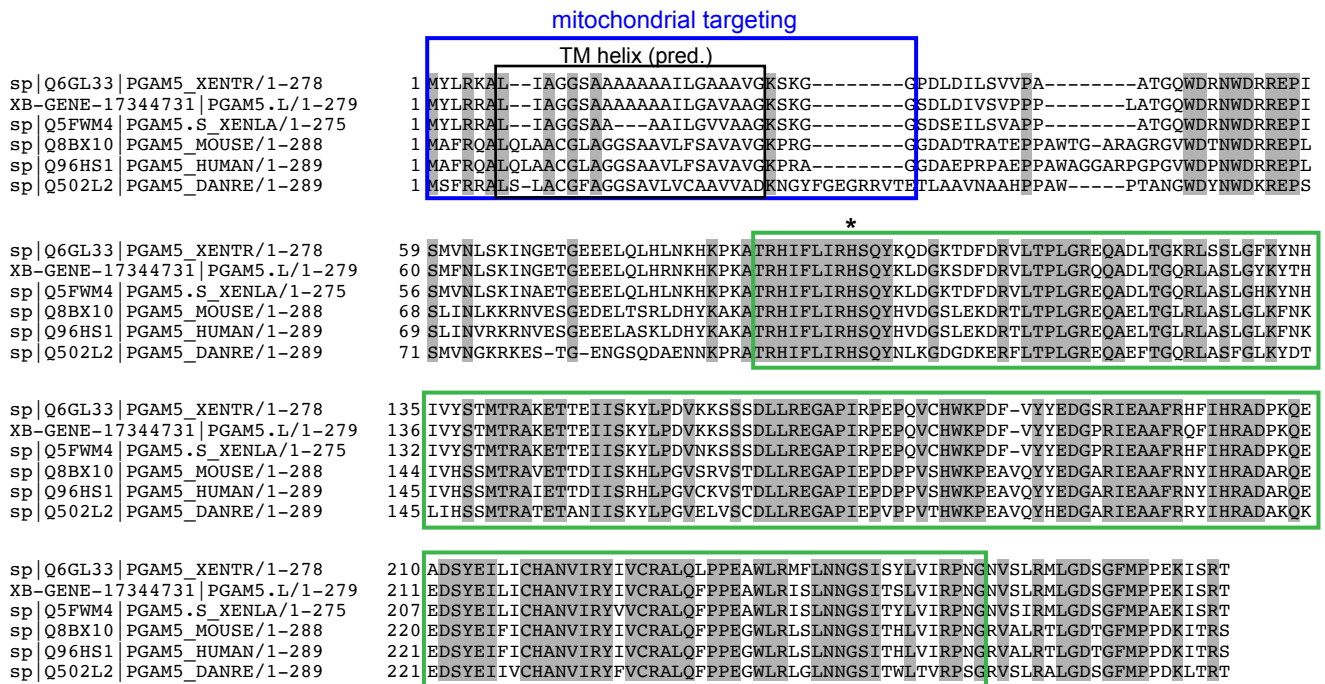 mitochondrial targeting
TM helix (pred.)
sp|Q6GL33|PGAM5_XENTR/1-278 1 MYLRKAL--IAGGSAAAAAAAILGAAAVGKSKG--------GPDLDILSVVPA-------ATGQWDRNWDRREPI
XB-GENE-17344731|PGAM5.L/1-279 1 MYLRRAL--IAGGSAAAAAAAILGAVAAGKSKG--------GSDLDIVSVPPP-------LATGQWDRNWDRREPI
sp|Q5FWM4|PGAM5.S_XENLA/1-275 1 MYLRRAL--IAGGSAA---AAILGVVAAGKSKG--------GSDSEILSVAPP-------ATGQWDRNWDRREPI
sp|Q8BX10|PGAM5_MOUSE/1-288 1 MAFRQALQLAACGLAGGSAAVLFSAVAVGKPRG--------GGDADTRATEPPAWTG-ARAGRGVWDTNWDRREPL
sp|Q96HS1|PGAM5_HUMAN/1-289 1 MAFRQALQLAACGLAGGSAAVLFSAVAVGKPRA--------GGDAEPRPAEPPAWAGGARPGPGVWDPNWDRREPL
sp|Q502L2|PGAM5_DANRE/1-289 1 MSFRRALS-LACGFAGGSAVLVCAAVVADKNGYFGEGRRVTETLAAVNAAHPPAW-----PTANGWDYNWDKREPS
*
sp|Q6GL33|PGAM5_XENTR/1-278 59 SMVNLSKINGETGEEELQLHLNKHKPKATRHIFLIRHSQYKQDGKTDFDRVLTPLGREQADLTGKRLSSLGFKYNH
XB-GENE-17344731|PGAM5.L/1-279 60 SMFNLSKINGETGEEELQLHRNKHKPKATRHIFLIRHSQYKLDGKSDFDRVLTPLGRQQADLTGQRLASLGYKYTH
sp|Q5FWM4|PGAM5.S_XENLA/1-275 56 SMVNLSKINAETGEEELQLHLNKHKPKATRHIFLIRHSQYKLDGKTDFDRVLTPLGREQADLTGQRLASLGHKYNH
sp|Q8BX10|PGAM5_MOUSE/1-288 68 SLINLKKRNVESGEDELTSRLDHYKAKATRHIFLIRHSQYHVDGSLEKDRTLTPLGREQAELTGLRLASLGLKFNK
sp|Q96HS1|PGAM5_HUMAN/1-289 69 SLINVRKRNVESGEEELASKLDHYKAKATRHIFLIRHSQYHVDGSLEKDRTLTPLGREQAELTGLRLASLGLKFNK
sp|Q502L2|PGAM5_DANRE/1-289 71 SMVNGKRKES-TG-ENGSQDAENNKPRATRHIFLIRHSQYNLKGDGDKERFLTPLGREQAEFTGQRLASFGLKYDT
sp|Q6GL33|PGAM5_XENTR/1-278 135 IVYSTMTRAKETTEIISKYLPDVKKSSSDLLREGAPIRPEPQVCHWKPDF-VYYEDGSRIEAAFRHFIHRADPKQE
XB-GENE-17344731|PGAM5.L/1-279 136 IVYSTMTRAKETTEIISKYLPDVKKSSSDLLREGAPIRPEPQVCHWKPDF-VYYEDGSRIEAAFRQFIHRADPKQE
sp|Q5FWM4|PGAM5.S_XENLA/1-275 132 IVYSTMTRAKETTEIISKYLPDVNKSSSDLLREGAPIRPEPQVCHWKPDF-VYYEDGSRIEAAFRHFIHRADPKQE
sp|Q8BX10|PGAM5_MOUSE/1-288 144 IVHSSMTRAVETTDIISKHLPGVSRVSTDLLREGAPIEPDPPVSHWKPEAVQYYEDGARIEAAFRNYIHRADARQE
sp|Q96HS1|PGAM5_HUMAN/1-289 145 IVHSSMTRAIETTDIISRHLPGVCKVSTDLLREGAPIEPDPPVSHWKPEAVQYYEDGARIEAAFRNYIHRADARQE
sp|Q502L2|PGAM5_DANRE/1-289 145 LIHSSMTRATETANIISKYLPGVELVSCDLLREGAPIEPVPPVTHWKPEAVQYHEDGARIEAAFRRYIHRADAKQK
sp|Q6GL33|PGAM5_XENTR/1-278 210 ADSYEILICHANVIRYIVCRALQLPPEAWLRMFLNNGSISYLVIRPNGNVSLRMLGDSGFMPPEKISRT
XB-GENE-17344731|PGAM5.L/1-279 211 EDSYEILICHANVIRYIVCRALQFPPEAWLRISLNNGSITSLVIRPNGNVSLRMLGDSGFMPPEKISRT
sp|Q5FWM4|PGAM5.S_XENLA/1-275 207 EDSYEILICHANVIRYVVCRALQFPPEAWLRISLNNGSITYLVIRPNGNVSIRMLGDSGFMPAEKISRT
sp|Q8BX10|PGAM5_MOUSE/1-288 220 EDSYEIFICHANVIRYIVCRALQFPPEGWLRLSLNNGSITHLVIRPNGRVALRTLGDTGFMPPDKITRS
sp|Q96HS1|PGAM5_HUMAN/1-289 221 EDSYEIFICHANVIRYIVCRALQFPPEGWLRLSLNNGSITHLVIRPNGRVALRTLGDTGFMPPDKITRS
sp|Q502L2|PGAM5_DANRE/1-289 221 EDSYEIIVCHANVIRYFVCRALQFPPEGWLRLGLNNGSITWLTVRPSGRVSLRALGDSGFMPPDKLTRT